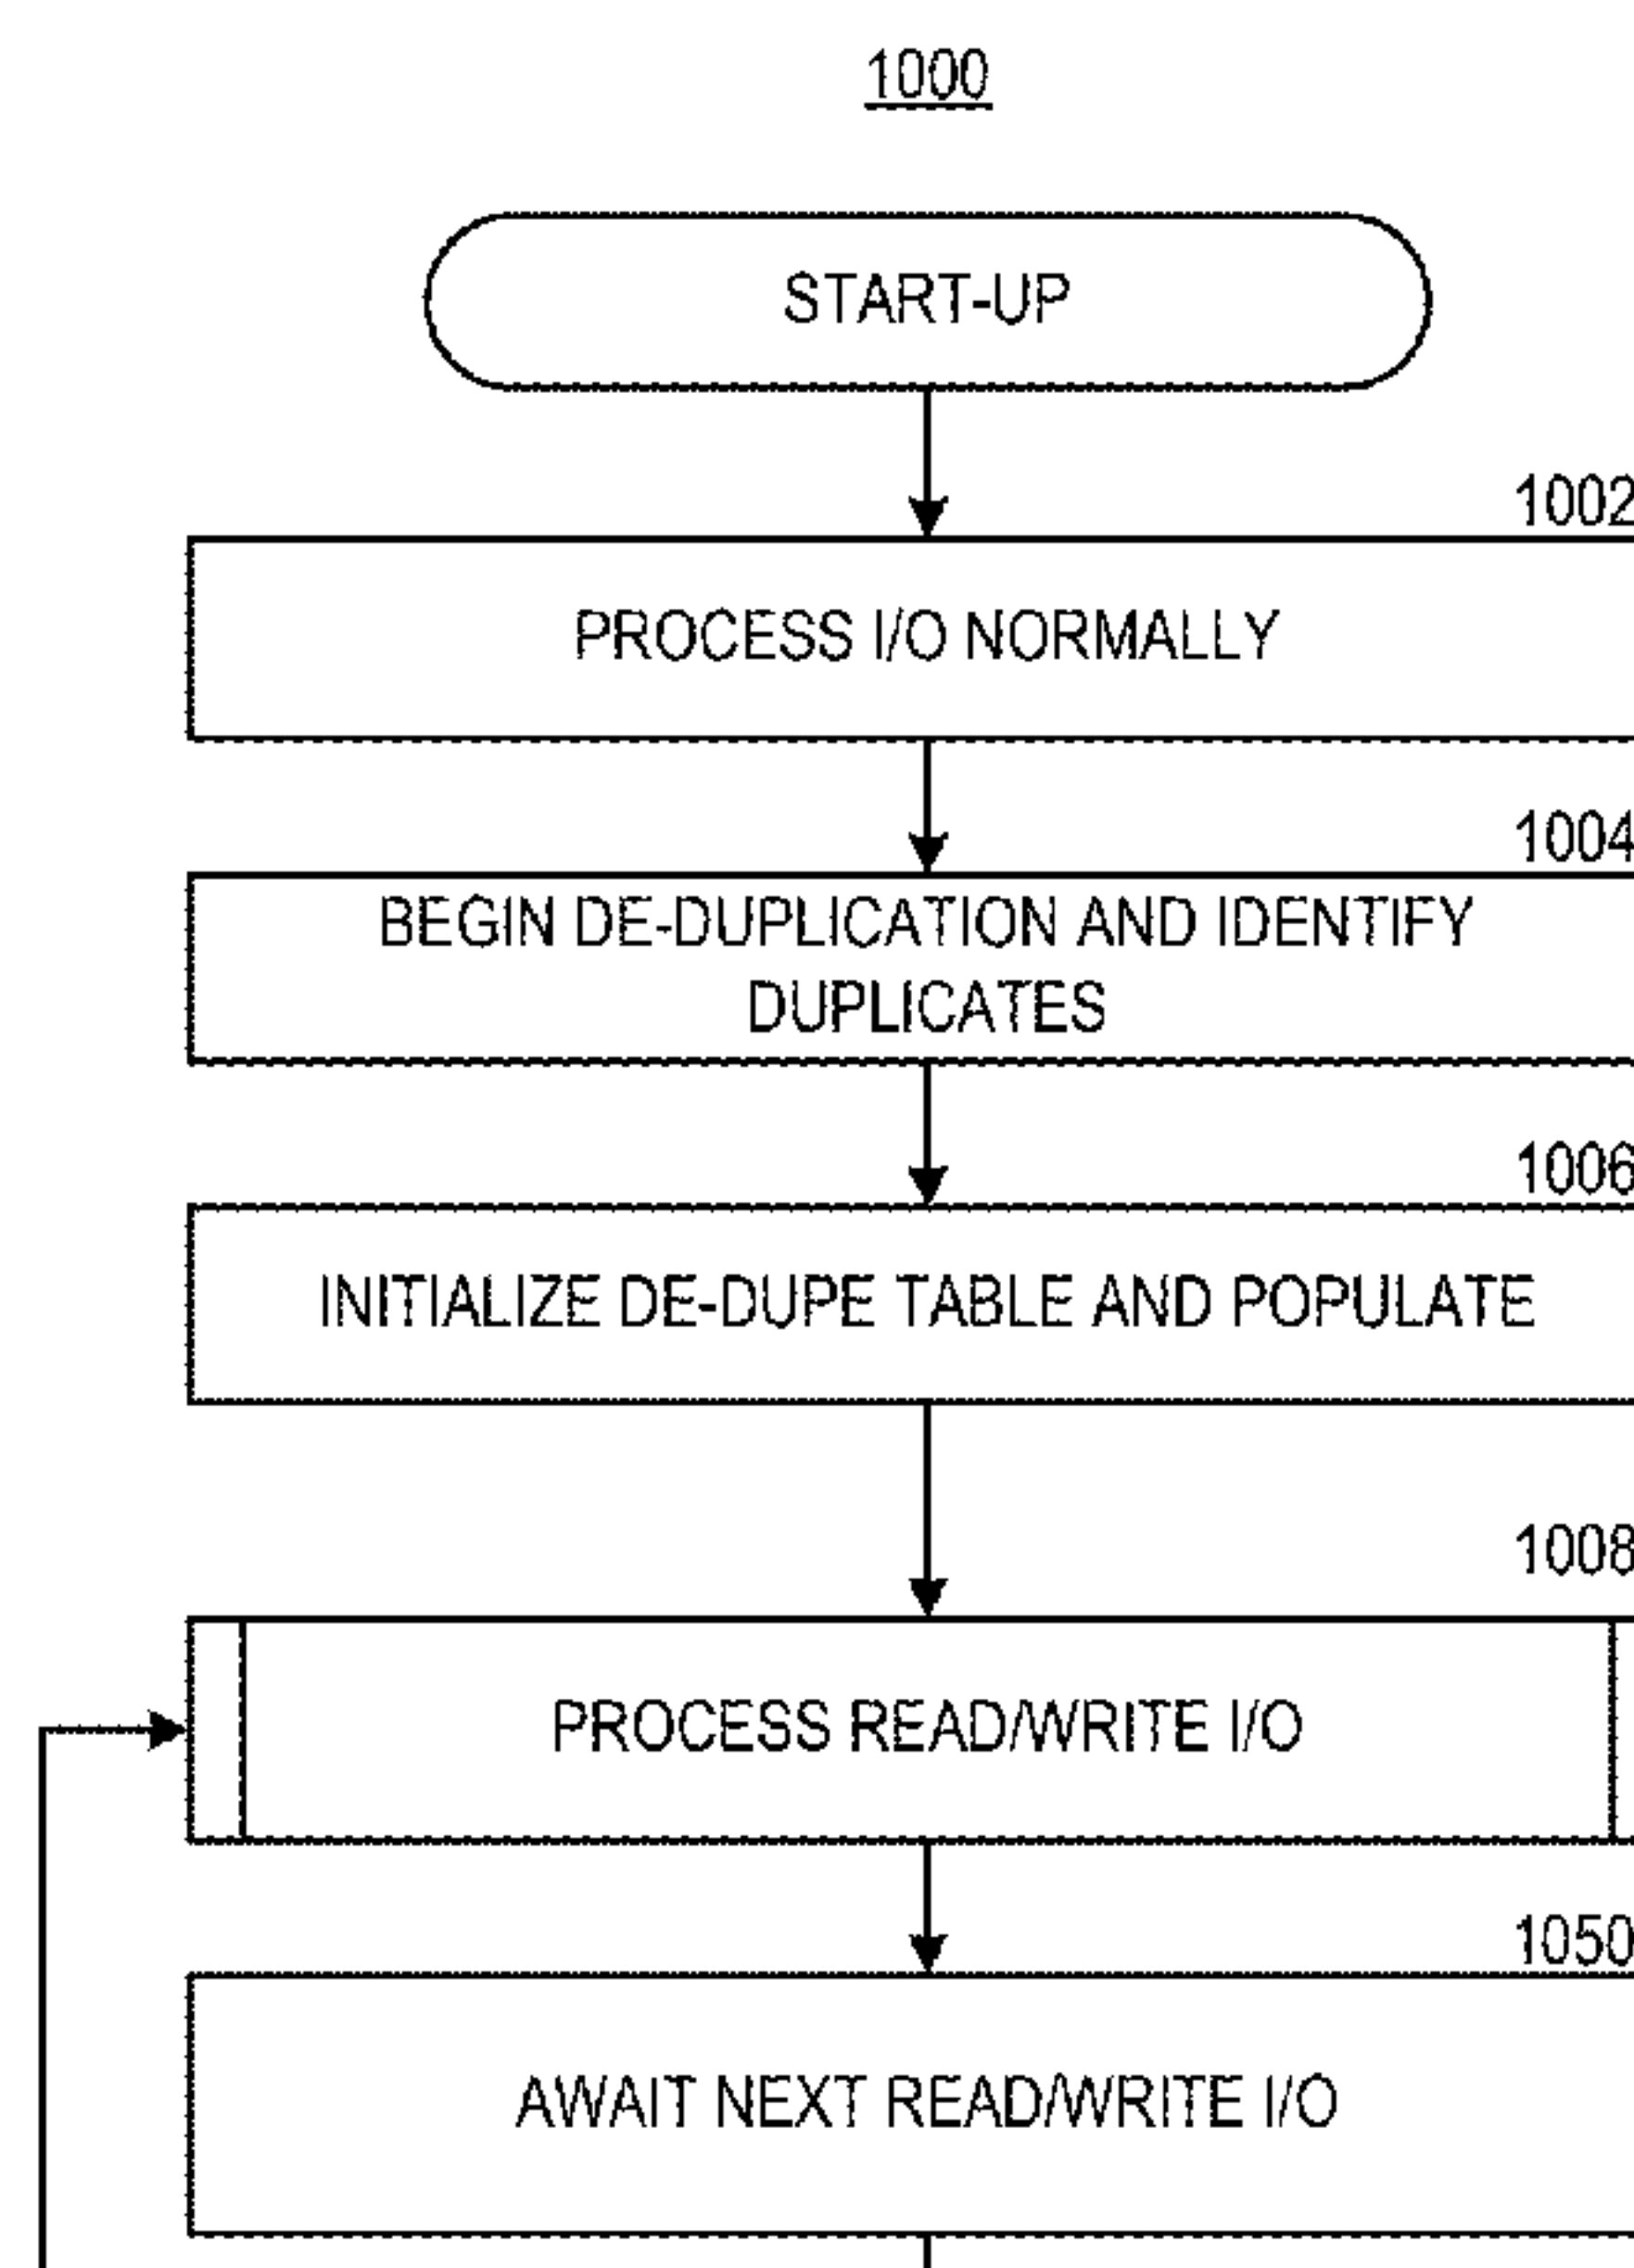 1000
START-UP
1002
PROCESS I/O NORMALLY
1004
BEGIN DE-DUPLICATION AND IDENTIFY
DUPLICATES
1006
INITIALIZE DE-DUPE TABLE AND POPULATE
1008
PROCESS READ/WRITE I/O
1050
AWAIT NEXT READ/WRITE I/O